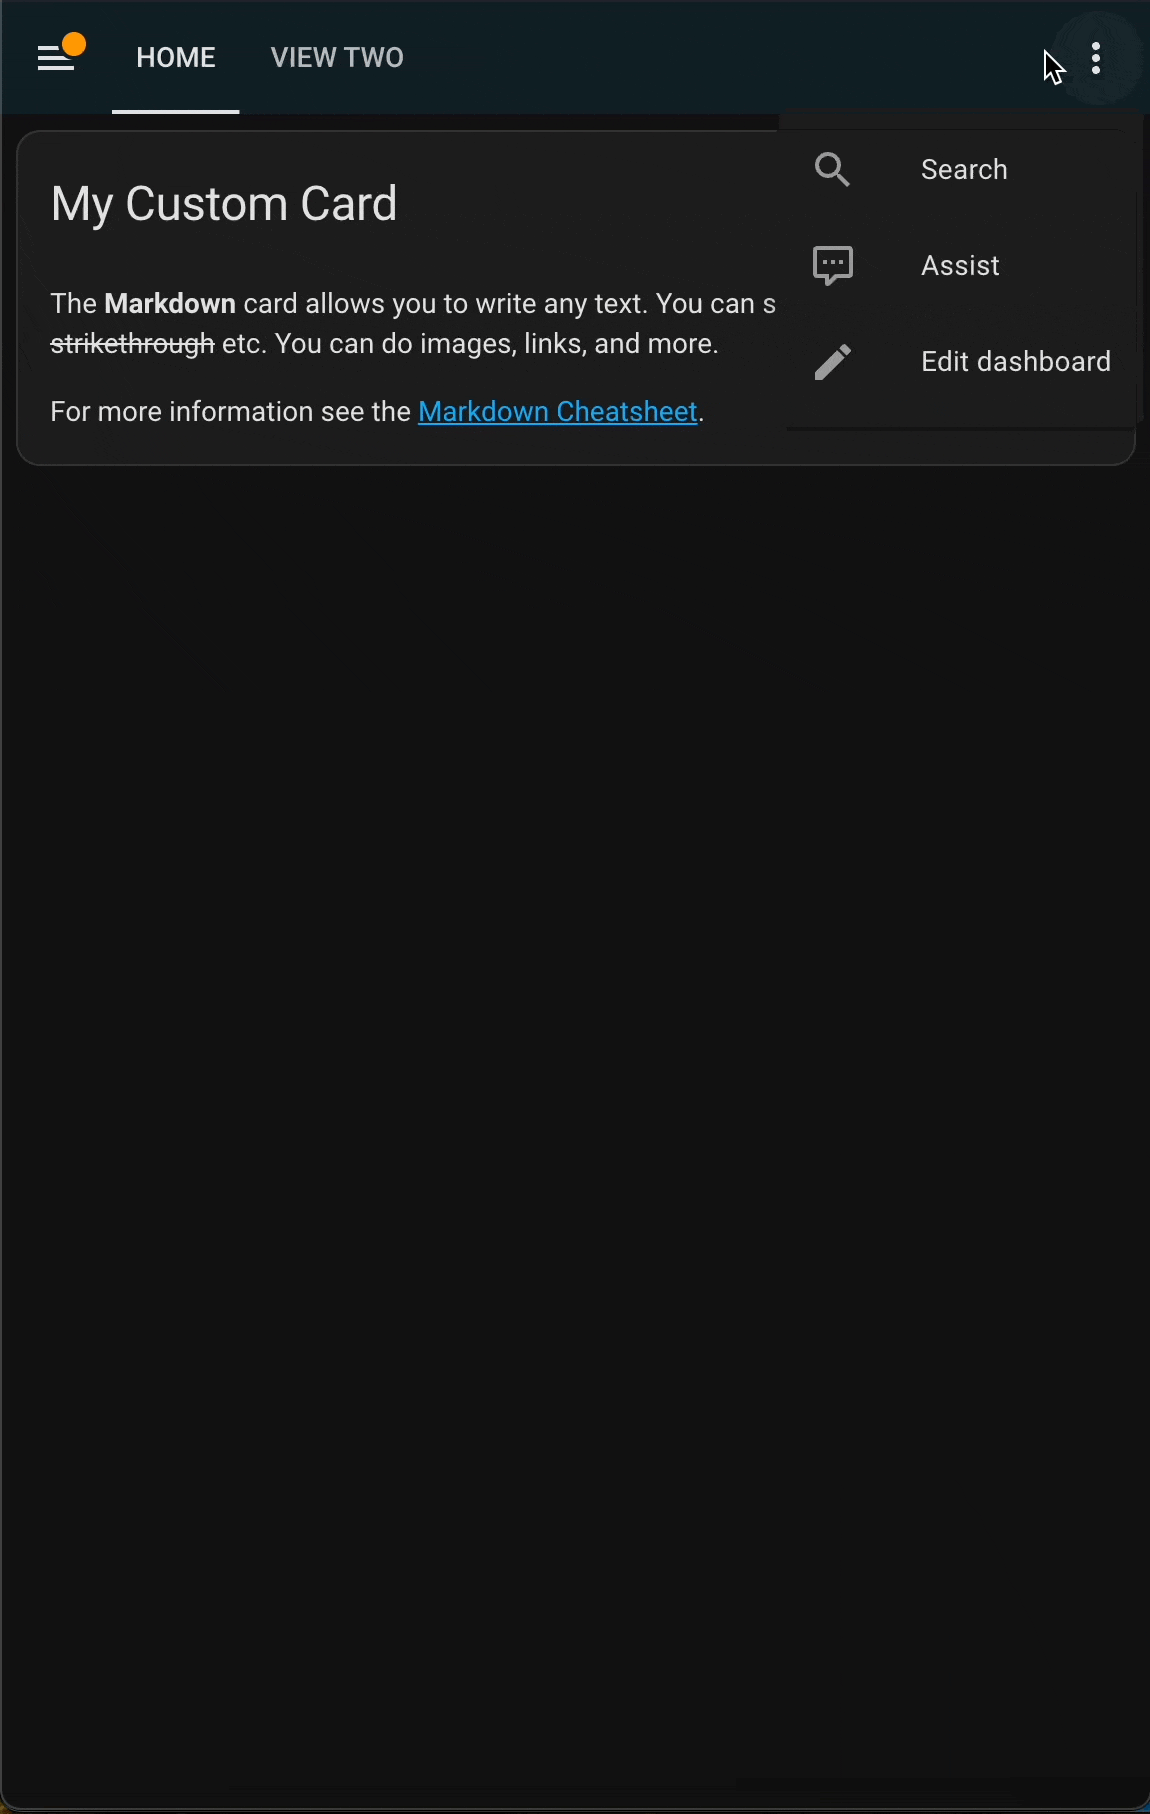 HOME
VIEW TWO
Search
Assist
Edit dashboard
My Custom Card
The Markdown card allows you to write any text. You can s
strikethrough etc. You can do images, links, and more.
For more information see the Markdown Cheatsheet.